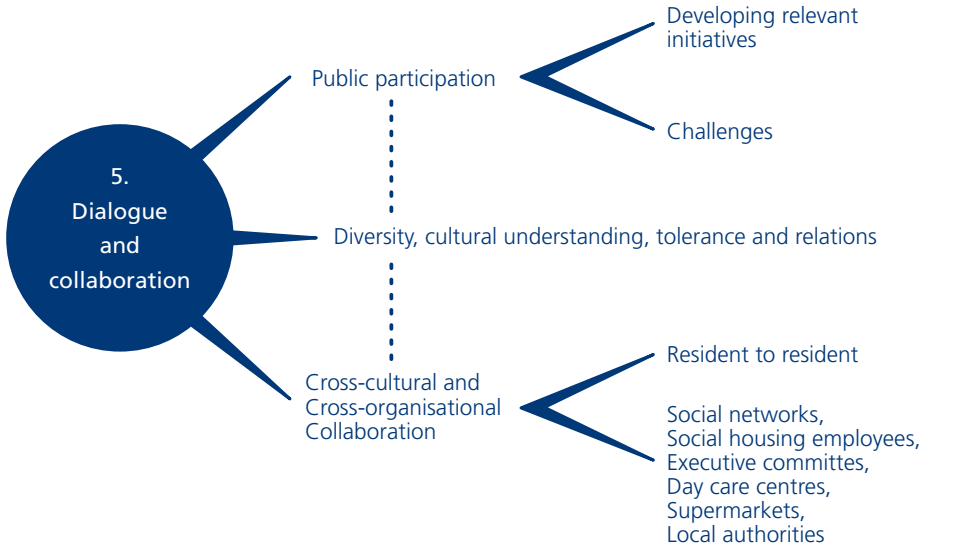 5.
Dialogue
and
collaboration
Public participation
Developing relevant
initiatives
Challenges
Diversity, cultural understanding, tolerance and relations
Cross-cultural and
Cross-organisational
Collaboration
Resident to resident
Social networks,
Social housing employees,
Executive committes,
Day care centres,
Supermarkets,
Local authorities